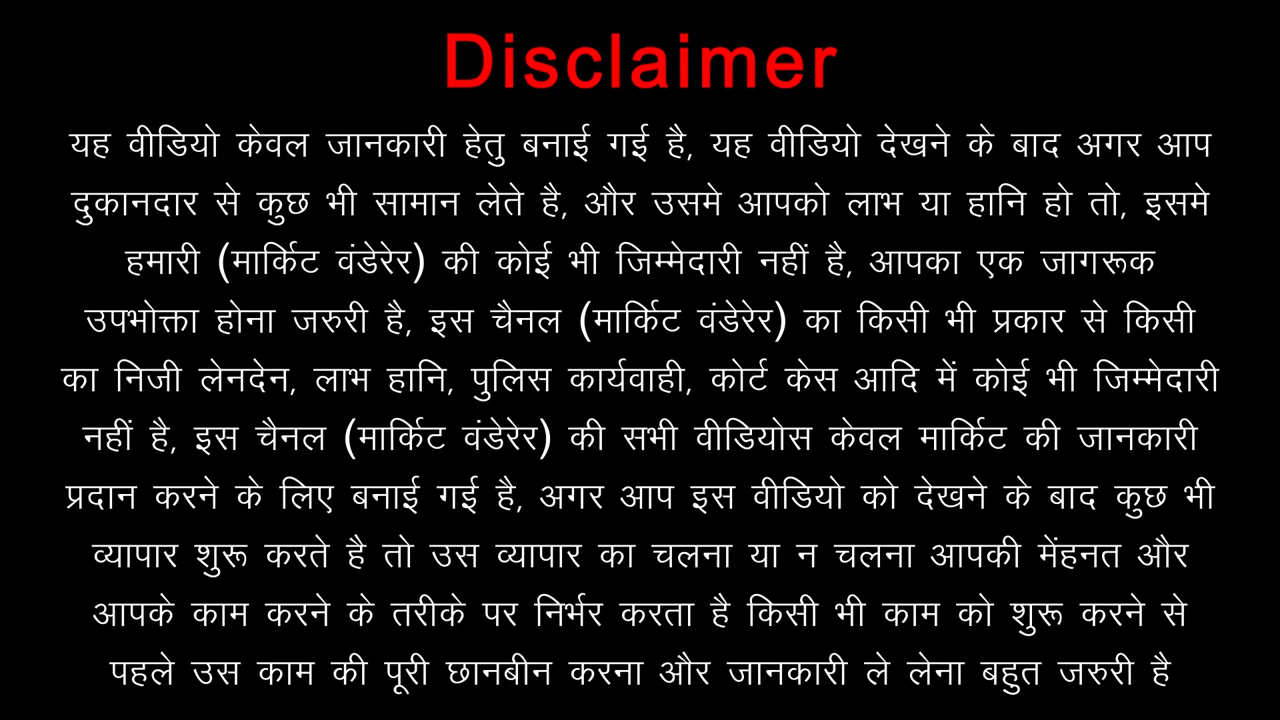 Disclaimer
यह वीडियो केवल जानकारी हेतु बनाई गई है, यह वीडियो देखने के बाद अगर आप
दुकानदार से कुछ भी सामान लेते है, और उसमे आपको लाभ या हानि हो तो, इसमे
हमारी (मार्किट वंडेरेर) की कोई भी जिम्मेदारी नहीं है, आपका एक जागरूक
उपभोक्ता होना जरुरी है, इस चैनल (मार्किट वंडेरेर) का किसी भी प्रकार से किसी
का निजी लेनदेन, लाभ हानि, पुलिस कार्यवाही, कोर्ट केस आदि में कोई भी जिम्मेदारी
नहीं है, इस चैनल (मार्किट वंडेरेर) की सभी वीडियोस केवल मार्किट की जानकारी
प्रदान करने के लिए बनाई गई है, अगर आप इस वीडियो को देखने के बाद कुछ भी
व्यापार शुरू करते है तो उस व्यापार का चलना या न चलना आपकी मेंहनत और
आपके काम करने के तरीके पर निर्भर करता है किसी भी काम को शुरू करने से
पहले उस काम की पूरी छानबीन करना और जानकारी ले लेना बहुत जरुरी है